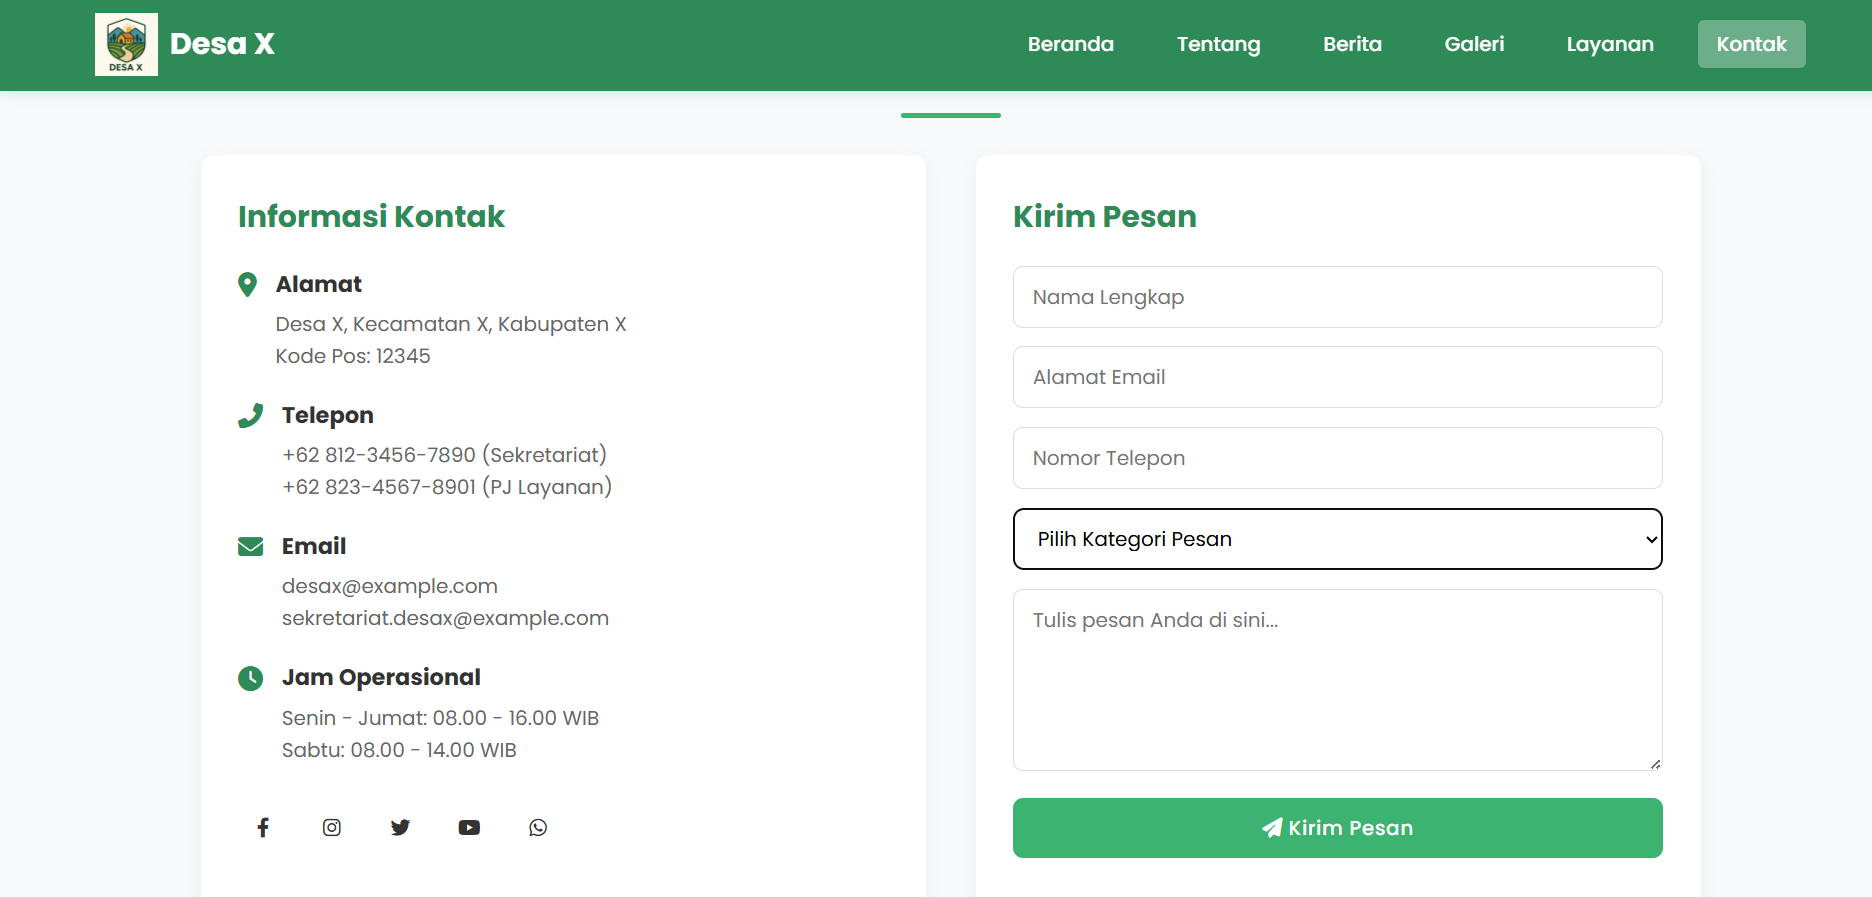 DESA X
Desa X
Beranda
Tentang
Berita
Galeri
Layanan
Kontak
Informasi Kontak
Alamat
Desa X, Kecamatan X, Kabupaten X
Kode Pos: 12345
Telepon
+62 812-3456-7890 (Sekretariat)
+62 823-4567-8901 (PJ Layanan)
Email
desax@example.com
sekretariat.desax@example.com
Jam Operasional
Senin - Jumat: 08.00 - 16.00 WIB
Sabtu: 08.00 - 14.00 WIB
Kirim Pesan
Nama Lengkap
Alamat Email
Nomor Telepon
Pilih Kategori Pesan
Tulis pesan Anda di sini...
Kirim Pesan